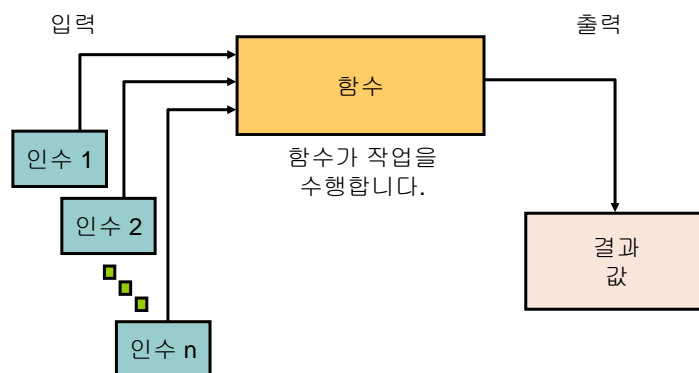 입력
출력
함수
인수 1
함수가 작업을
수행합니다.
인수 2
결과
값
인수 n